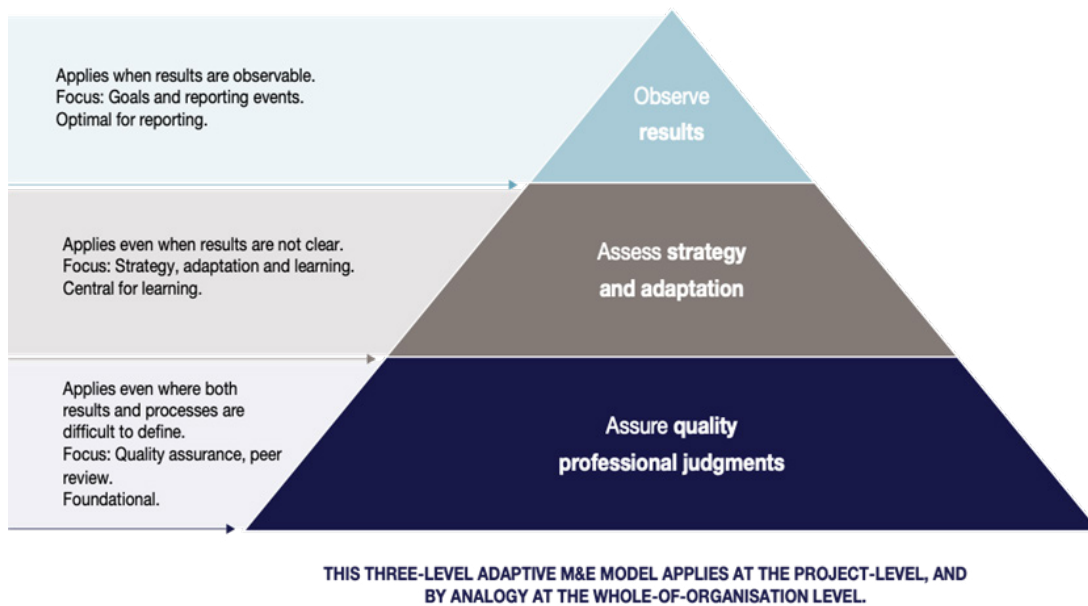 Applies when results are observable.
Focus: Goals and reporting events.
Optimal for reporting.
Observe
results
Applies even when results are not clear.
Focus: Strategy, adaptation and learning.
Central for learning.
Assess strategy
and adaptation
Applies even where both
results and processes are
difficult to define.
Focus: Quality assurance, peer
review.
Foundational.
Assure quality
professional judgments
THIS THREE-LEVEL ADAPTIVE M&E MODEL APPLIES AT THE PROJECT-LEVEL, AND
BY ANALOGY AT THE WHOLE-OF-ORGANISATION LEVEL.